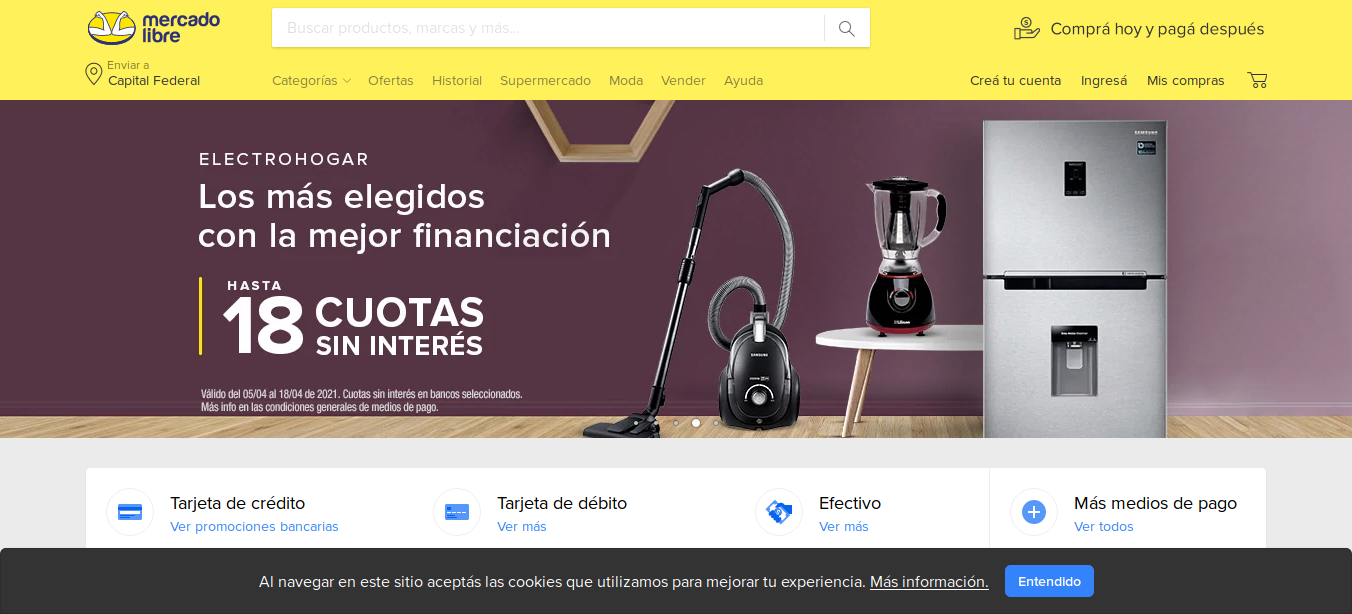 mercado
libre
Buscar productos, marcas y más...
Comprá hoy y pagá después
Enviar a
Capital Federal
Categorías
Ofertas
Historial
Supermercado
Moda
Vender
Ayuda
Creá tu cuenta
Ingresá
Mis compras
ELECTROHOGAR
Los más elegidos
con la mejor financiación
HASTA
18 CUOTAS
SIN INTERÉS
Válido del 05/04 al 18/04 de 2021. Cuotas sin interés en bancos seleccionados.
Más info en las condiciones generales de medios de pago.
SAMSUNG
SAMSUNG
Tarjeta de crédito
Ver promociones bancarias
Tarjeta de débito
Ver más
Efectivo
Ver más
Más medios de pago
Ver todos
Al navegar en este sitio aceptás las cookies que utilizamos para mejorar tu experiencia. Más información.
Entendido